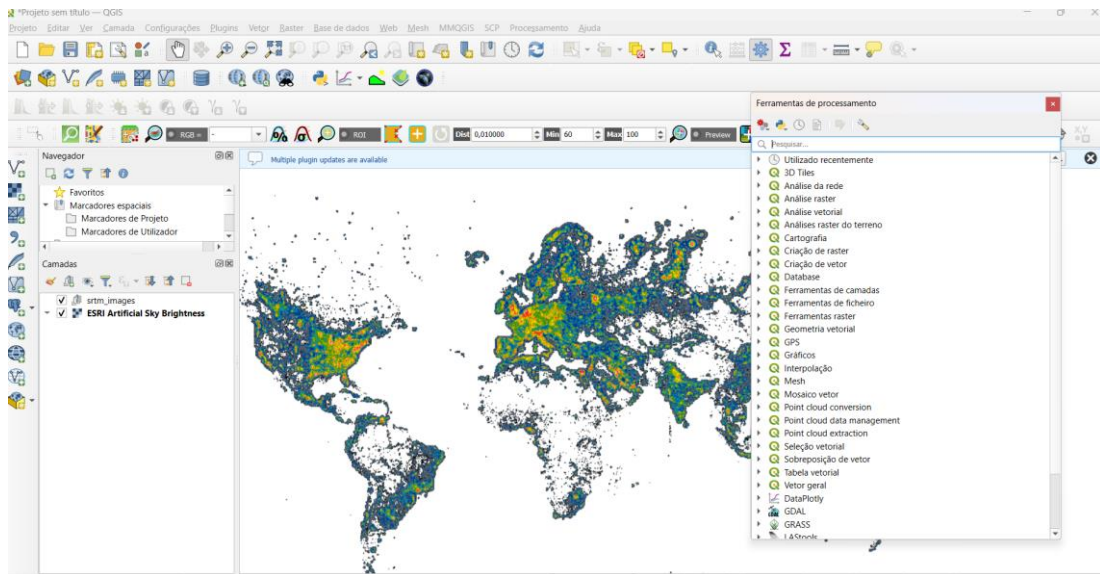 *Projeto sem título — QGIS
Projeto Editar Ver Camada Configurações Plugins Vetor Raster Base de dados Web Mesh MMQGIS SCP Processamento Ajuda
RGB = -
ROI
Dist 0,010000
Min 60
Max 100
Preview
X,Y
Navegador
Favoritos
Marcadores espaciais
Marcadores de Projeto
Marcadores de Utilizador
Camadas
srtm_images
ESRI Artificial Sky Brightness
Multiple plugin updates are available
Ferramentas de processamento
Pesquisar...
Utilizado recentemente
3D Tiles
Análise da rede
Análise raster
Análise vetorial
Análises raster do terreno
Cartografia
Criação de raster
Criação de vetor
Database
Ferramentas de camadas
Ferramentas de ficheiro
Ferramentas raster
Geometria vetorial
GPS
Gráficos
Interpolação
Mesh
Mosaico vetor
Point cloud conversion
Point cloud data management
Point cloud extraction
Seleção vetorial
Sobreposição de vetor
Tabela vetorial
Vetor geral
DataPlotly
GDAL
GRASS
LAStools